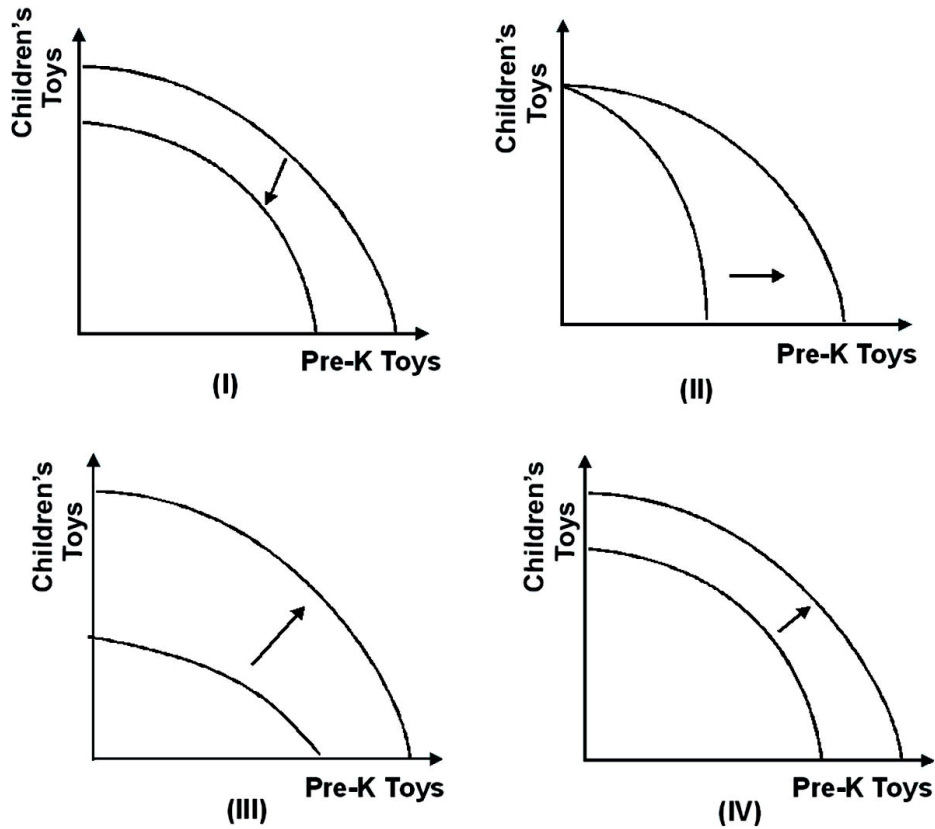 Children's
Toys
Pre-K Toys
(I)
Children's
Toys
Pre-K Toys
(II)
Children's
Toys
Pre-K Toys
(III)
Children's
Toys
Pre-K Toys
(IV)